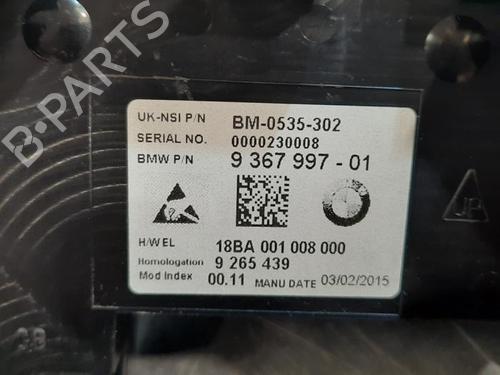 B-PARTS
UK-NSI P/N BM-0535-302
SERIAL NO. 0000230008
BMW P/N 9 367 997 - 01
H/W EL 18BA 001 008 000
Homologation 9 265 439
Mod Index 00.11 MANU DATE 03/02/2015